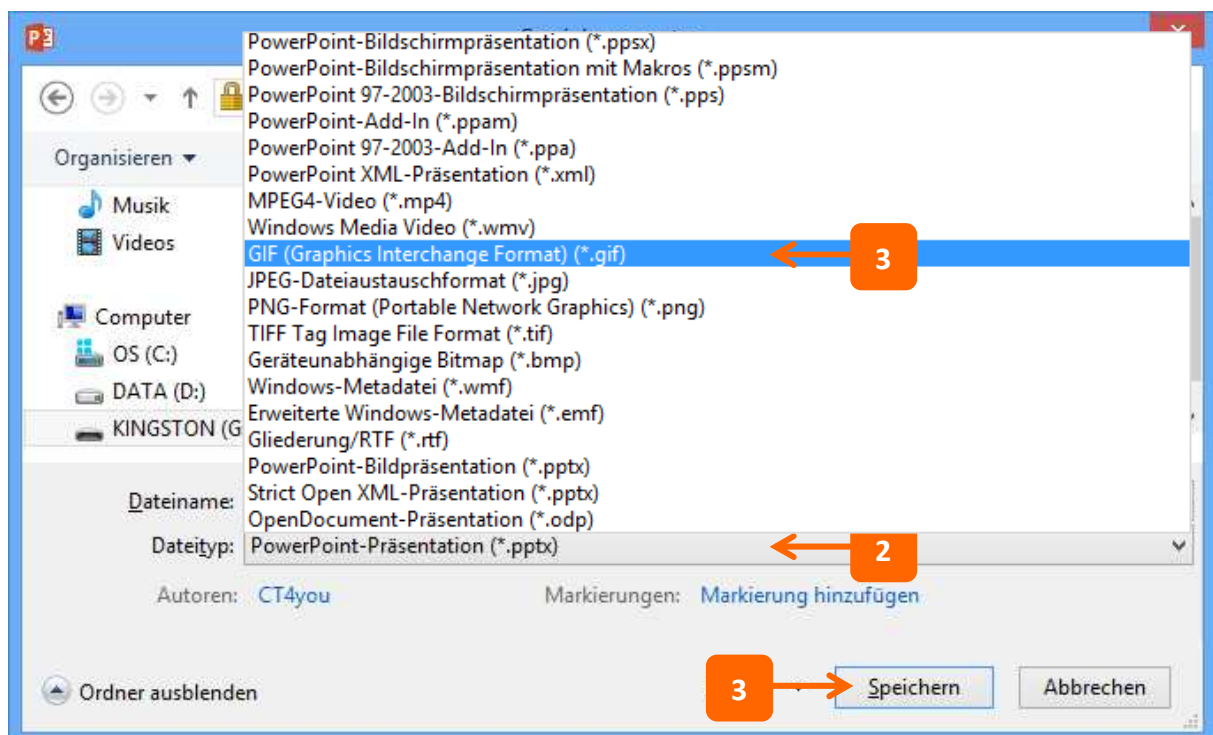 PowerPoint-Bildschirmpräsentation (*.ppsx)
PowerPoint-Bildschirmpräsentation mit Makros (*.ppsm)
PowerPoint 97-2003-Bildschirmpräsentation (*.pps)
PowerPoint-Add-In (*.ppam)
Organisieren
PowerPoint 97-2003-Add-In (*.ppa)
PowerPoint XML-Präsentation (*.xml)
Musik
MPEG4-Video (*.mp4)
Windows Media Video (*.wmv)
Videos
GIF (Graphics Interchange Format) (*.gif)
3
JPEG-Dateiaustauschformat (*.jpg)
PNG-Format (Portable Network Graphics) (*.png)
Computer
TIFF Tag Image File Format (*.tif)
OS (C:)
Geräteunabhängige Bitmap (*.bmp)
DATA (D:)
Windows-Metadatei (*.wmf)
Erweiterte Windows-Metadatei (*.emf)
KINGSTON (G
Gliederung/RTF (*.rtf)
PowerPoint-Bildpräsentation (*.pptx)
Dateiname:
Strict Open XML-Präsentation (*.pptx)
OpenDocument-Präsentation (*.odp)
Dateityp: PowerPoint-Präsentation (*.pptx)
2
Autoren: CT4you Markierungen: Markierung hinzufügen
Ordner ausblenden 3 Speichern Abbrechen